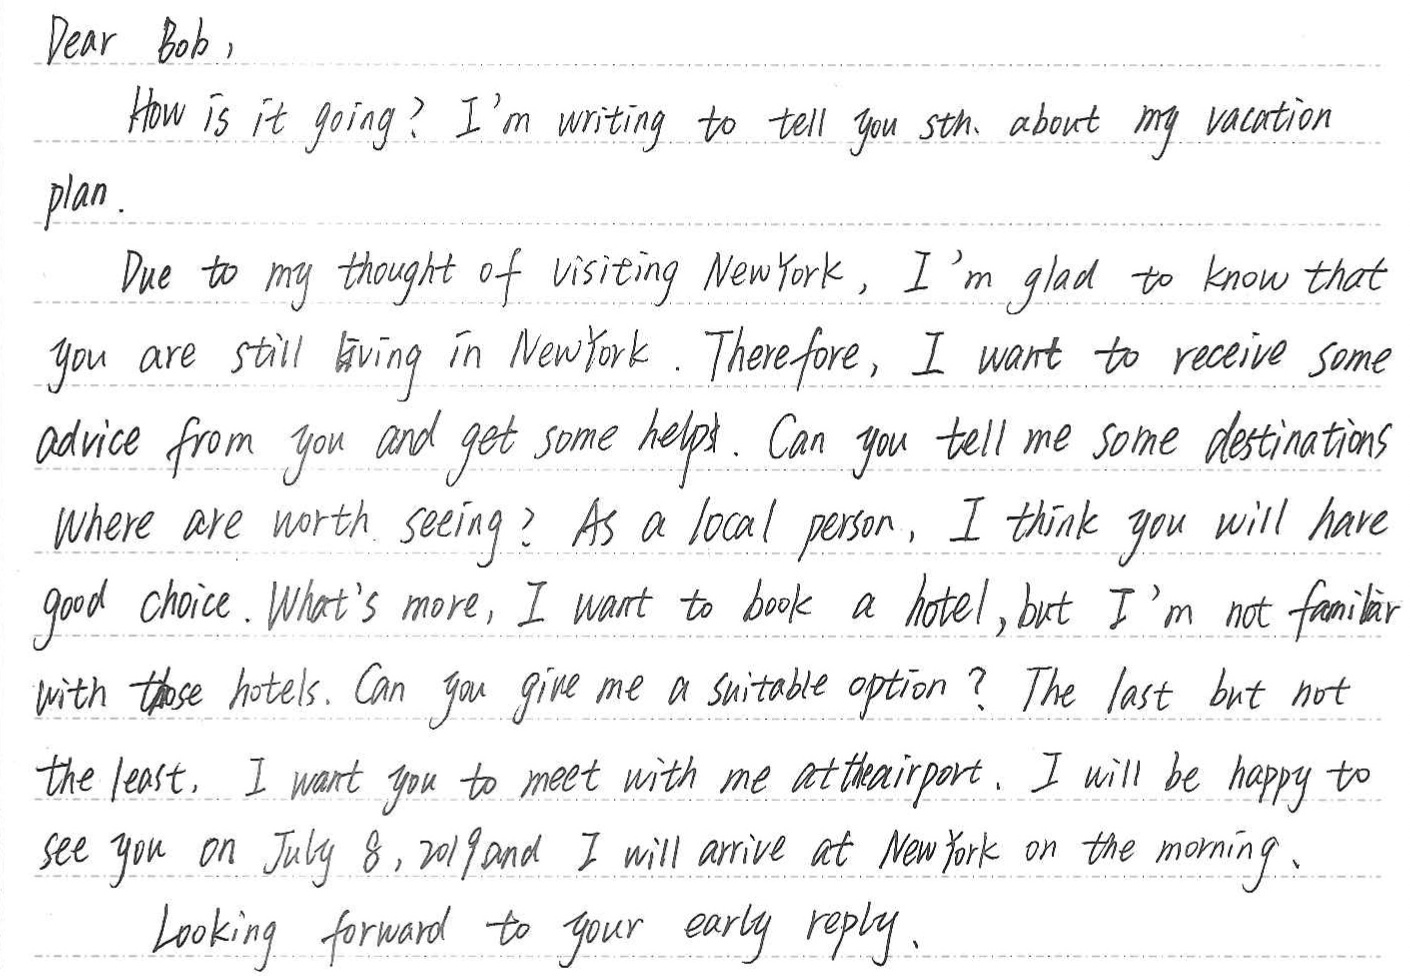 Dear Bob,
How is it going? I'm writing to tell you sth. about my vacation
plan.
Due to my thought of visiting NewYork, I'm glad to know that
you are still living in NewYork. Therefore, I want to receive some
advice from you and get some help. Can you tell me some destinations
where are worth seeing? As a local person, I think you will have
good choice. What's more, I want to book a hotel, but I'm not familiar
with those hotels. Can you give me a suitable option? The last but not
the least, I want you to meet with me at the airport. I will be happy to
see you on July 8, 2019 and I will arrive at NewYork on the morning.
Looking forward to your early reply.